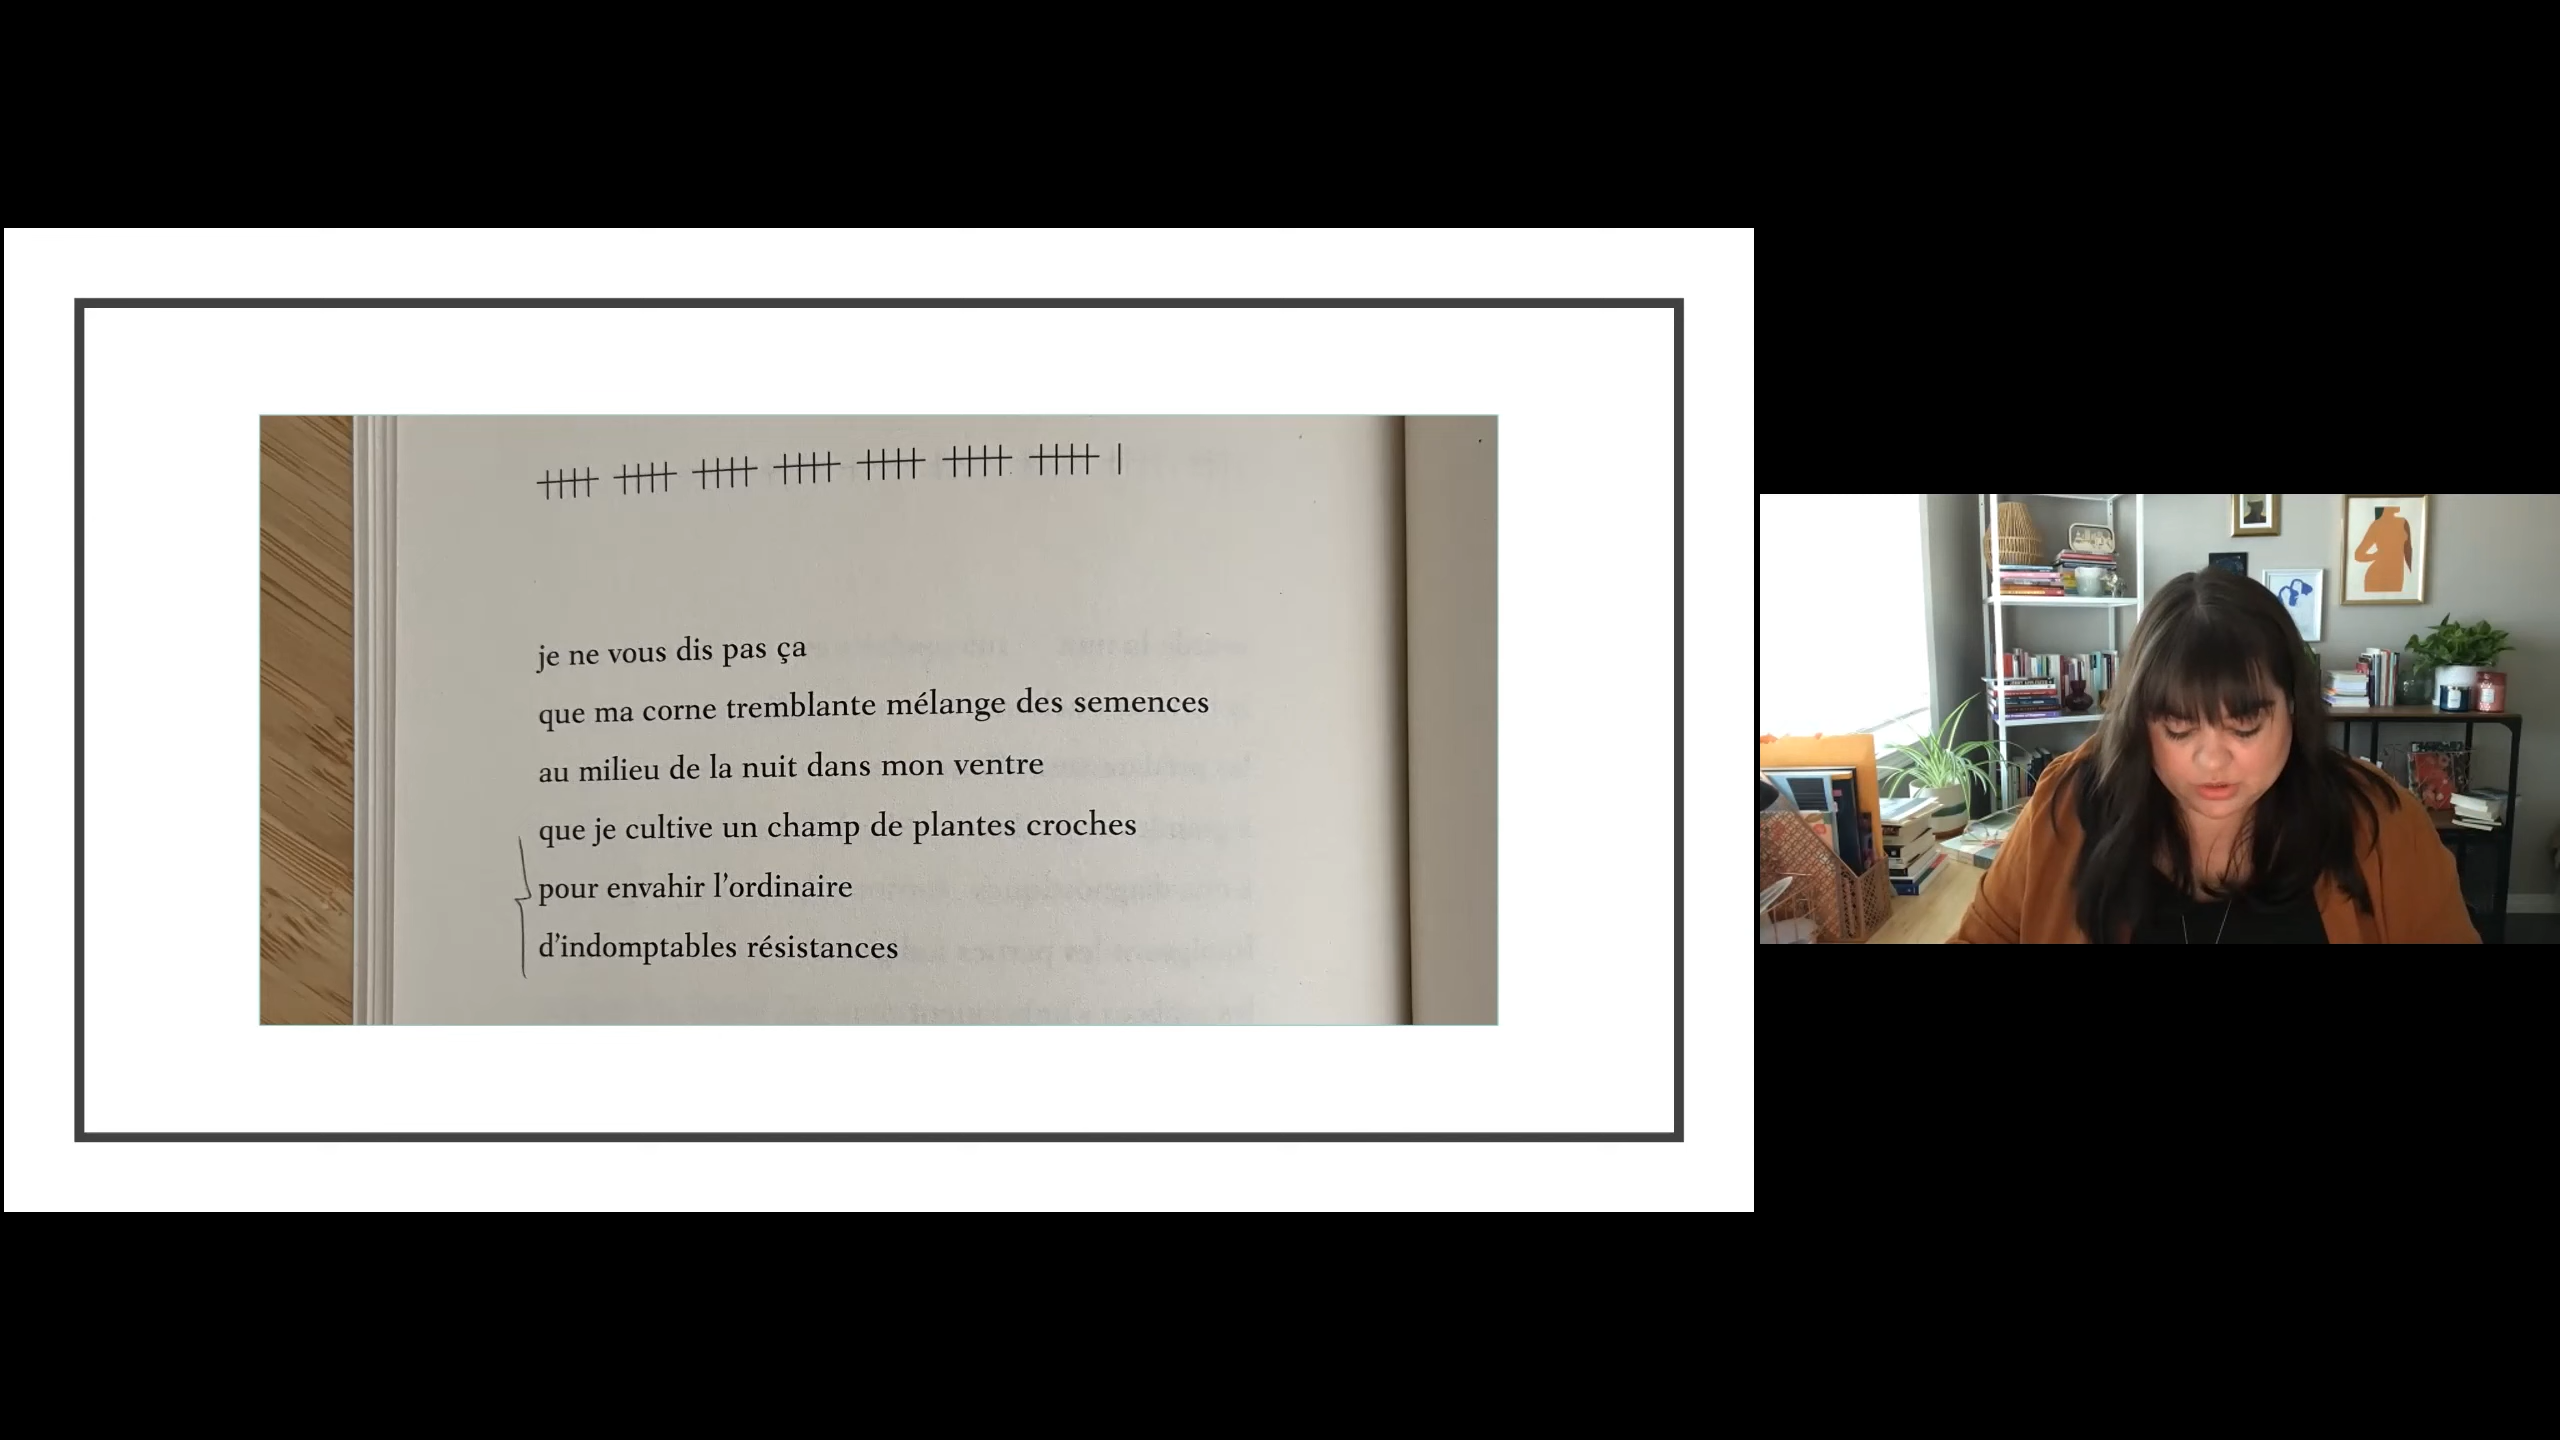 je ne vous dis pas ça
que ma corne tremblante mélange des semences
au milieu de la nuit dans mon ventre
que je cultive un champ de plantes croches
pour envahir l’ordinaire
d’indomptables résistances